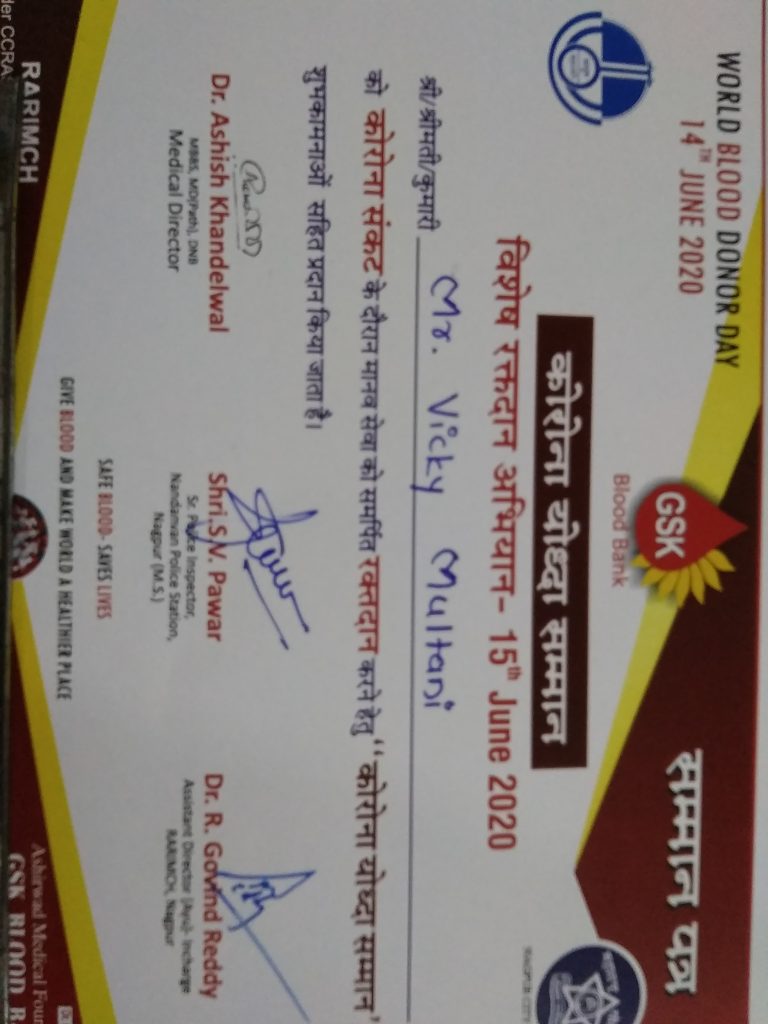 WORLD BLOOD DONOR DAY
14TH JUNE 2020
GSK
Blood Bank
सम्मान पत्र
कोरोना योध्दा सम्मान
विशेष रक्तदान अभियान- 15th June 2020
श्री/श्रीमती/कुमारी Mr. Vicky Multani
को कोरोना संकट के दौरान मानव सेवा को समर्पित रक्तदान करने हेतु "कोरोना योध्दा सम्मान"
शुभकामनाओं सहित प्रदान किया जाता है।
Dr. Ashish Khandelwal
MBBS, MD(Path), DNB
Medical Director
Shri.S.V. Pawar
Sr. Police Inspector,
Nandanvan Police Station,
Nagpur (M.S.)
Dr. R. Govind Reddy
Assistant Director (Ayu)- Incharge
RARIMCH, Nagpur
SAFE BLOOD- SAVES LIVES
GIVE BLOOD AND MAKE WORLD A HEALTHIER PLACE
RARIMCH
der CCRA
Ashirwad Medical Foun
GSK BLOOD B